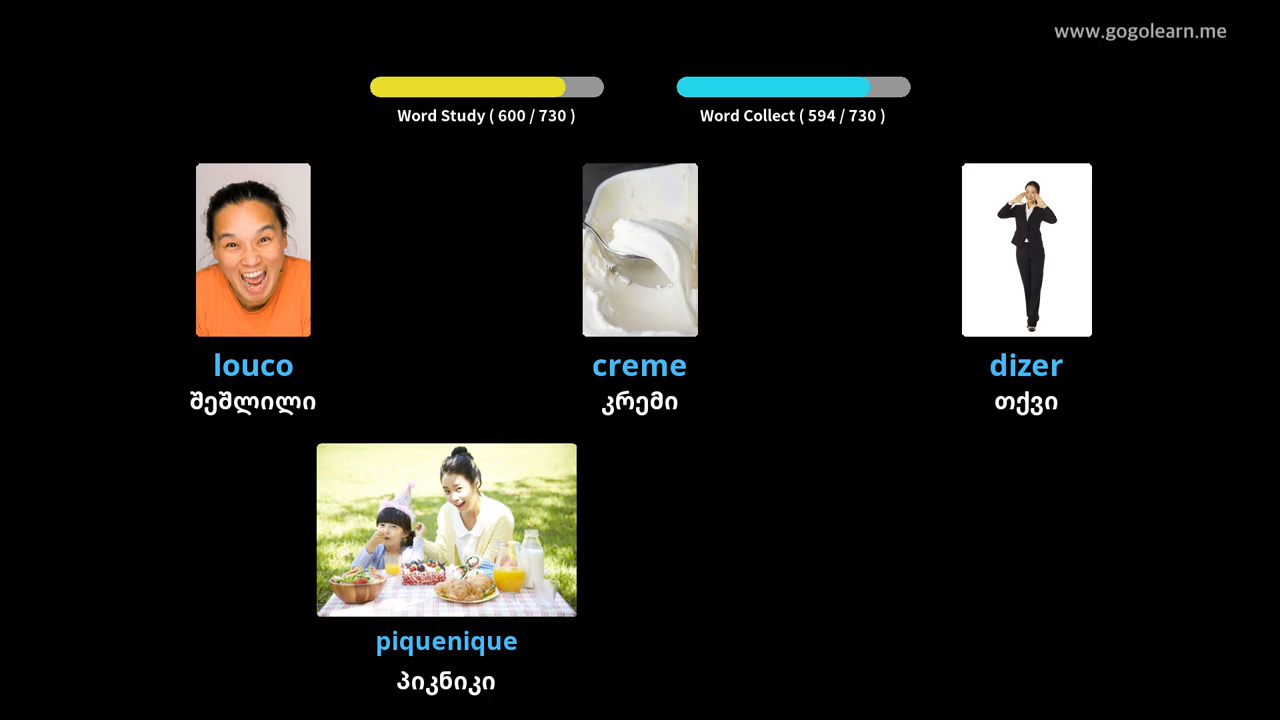 www.gogolearn.me
Word Study ( 600 / 730 )
Word Collect ( 594 / 730 )
louco
შეშლილი
creme
კრემი
dizer
თქვი
piquenique
პიკნიკი